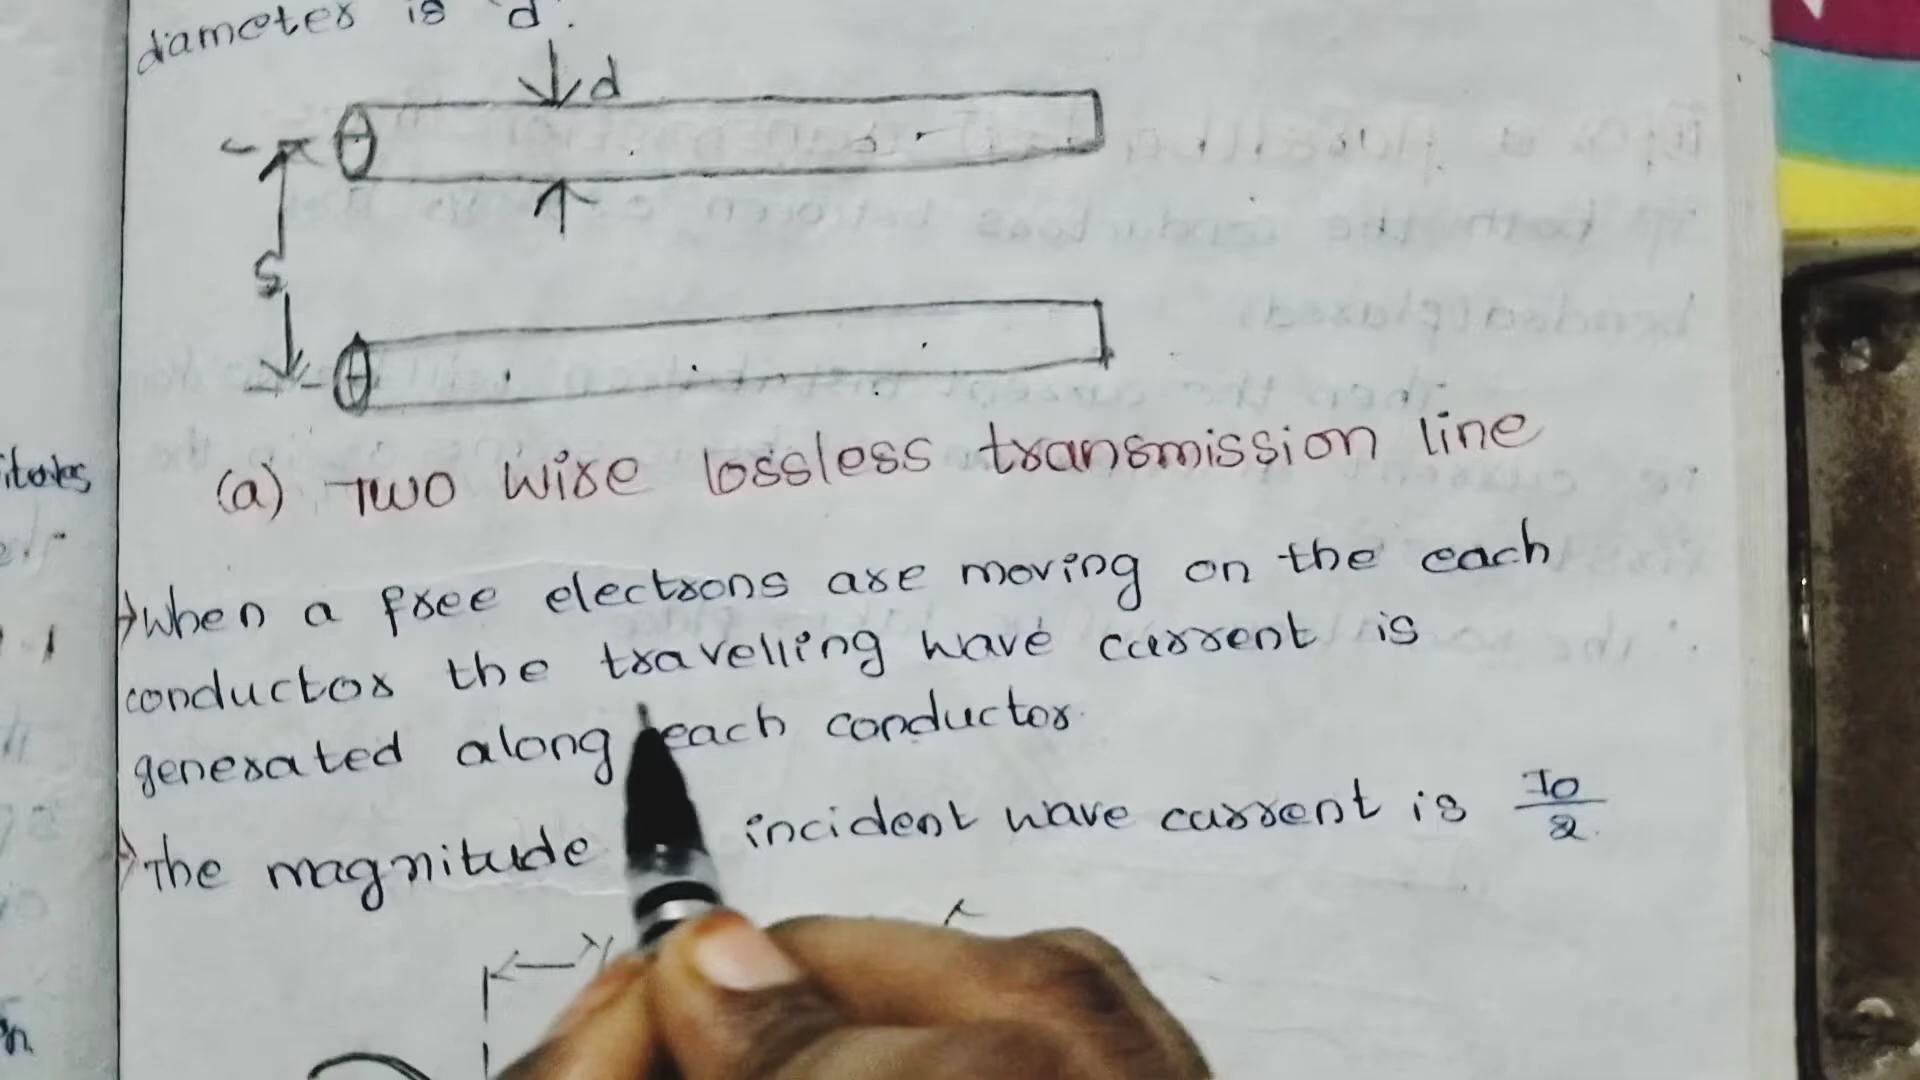 diameter is 'd'.
d
S
(a) Two wire lossless transmission line
→When a free electrons are moving on the each
conductor the travelling wave current is
generated along each conductor.
→The magnitude incident wave current is I0/2